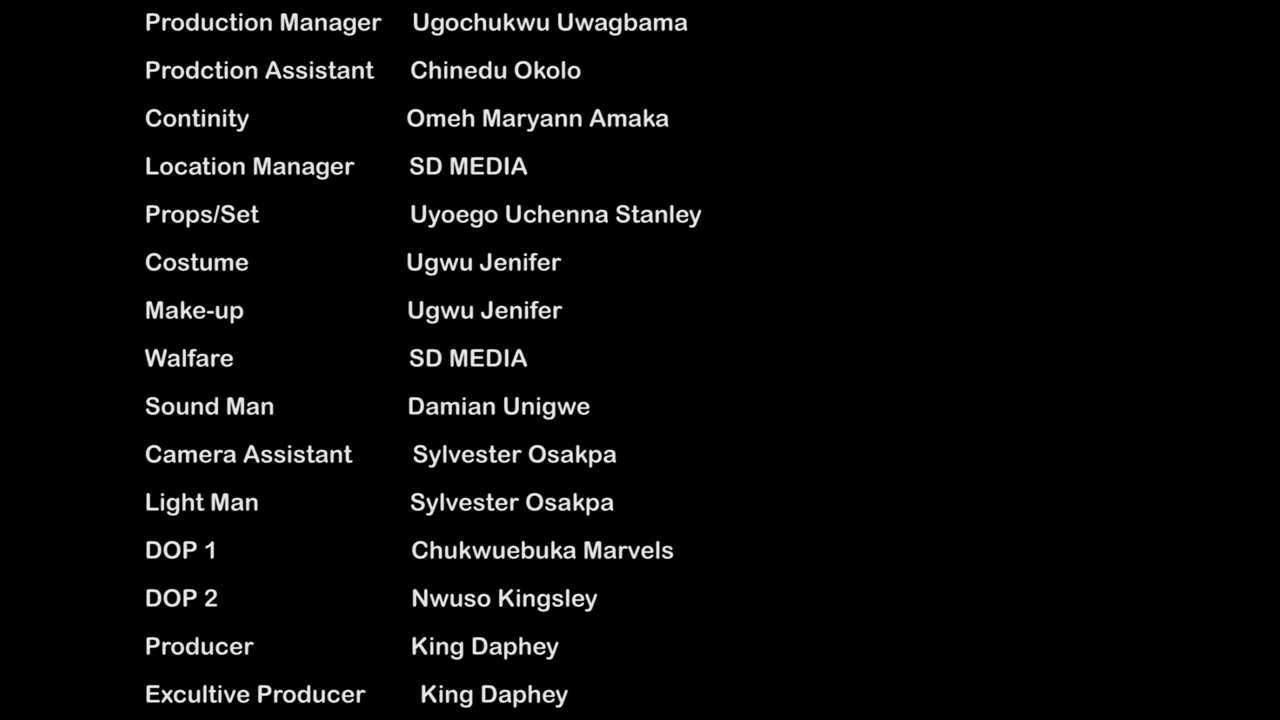 Production Manager Ugochukwu Uwagbama
Prodction Assistant Chinedu Okolo
Continity Omeh Maryann Amaka
Location Manager SD MEDIA
Props/Set Uyoego Uchenna Stanley
Costume Ugwu Jenifer
Make-up Ugwu Jenifer
Walfare SD MEDIA
Sound Man Damian Unigwe
Camera Assistant Sylvester Osakpa
Light Man Sylvester Osakpa
DOP 1 Chukwuebuka Marvels
DOP 2 Nwuso Kingsley
Producer King Daphey
Excultive Producer King Daphey